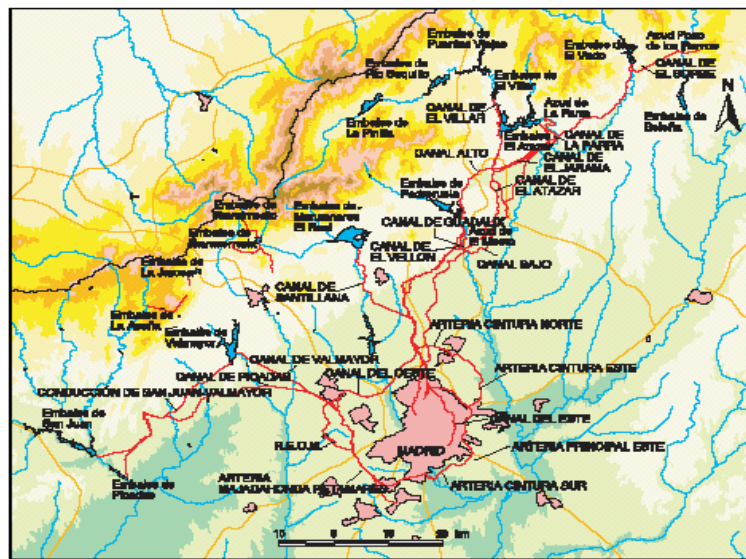 Embalse de
Puentes Viejas
Embalse de
El Vado
Azud Pozo
de los Ramos
CANAL DE
EL SORBE
Embalse de
Rio Sequillo
Embalse de
El Villar
CANAL DE
EL VILLAR
Azud de
La Parra
Embalse de
Beleña
N
Embalse de
La Pinilla
Embalse
El Atazar
CANAL DE
LA PARRA
CANAL ALTO
CANAL DE
EL JARAMA
CANAL DE
EL ATAZAR
Embalse de
Pedrezuela
Embalse de
Navacerrada
Embalse de
Manzanares
El Real
Embalse de
CANAL DE GUADALIX
Azud de
El Mesto
CANAL DE
EL VELLON
CANAL BAJO
Embalse de
La Jarosa
CANAL DE
SANTILLANA
Embalse de
La Aceña
Embalse de
Valmayor
ARTERIA CINTURA NORTE
CANAL DE VALMAYOR
CANAL DE PICADAS
CANAL DEL OESTE
ARTERIA CINTURA ESTE
CONDUCCIÓN DE SAN JUAN-VALMAYOR
Embalse de
San Juan
CANAL DEL ESTE
R.E.O.M.
MADRID
ARTERIA PRINCIPAL ESTE
Embalse de
Picadas
ARTERIA
MAJADAHONDA RETAMARES
ARTERIA CINTURA SUR
10 0 10 20 km